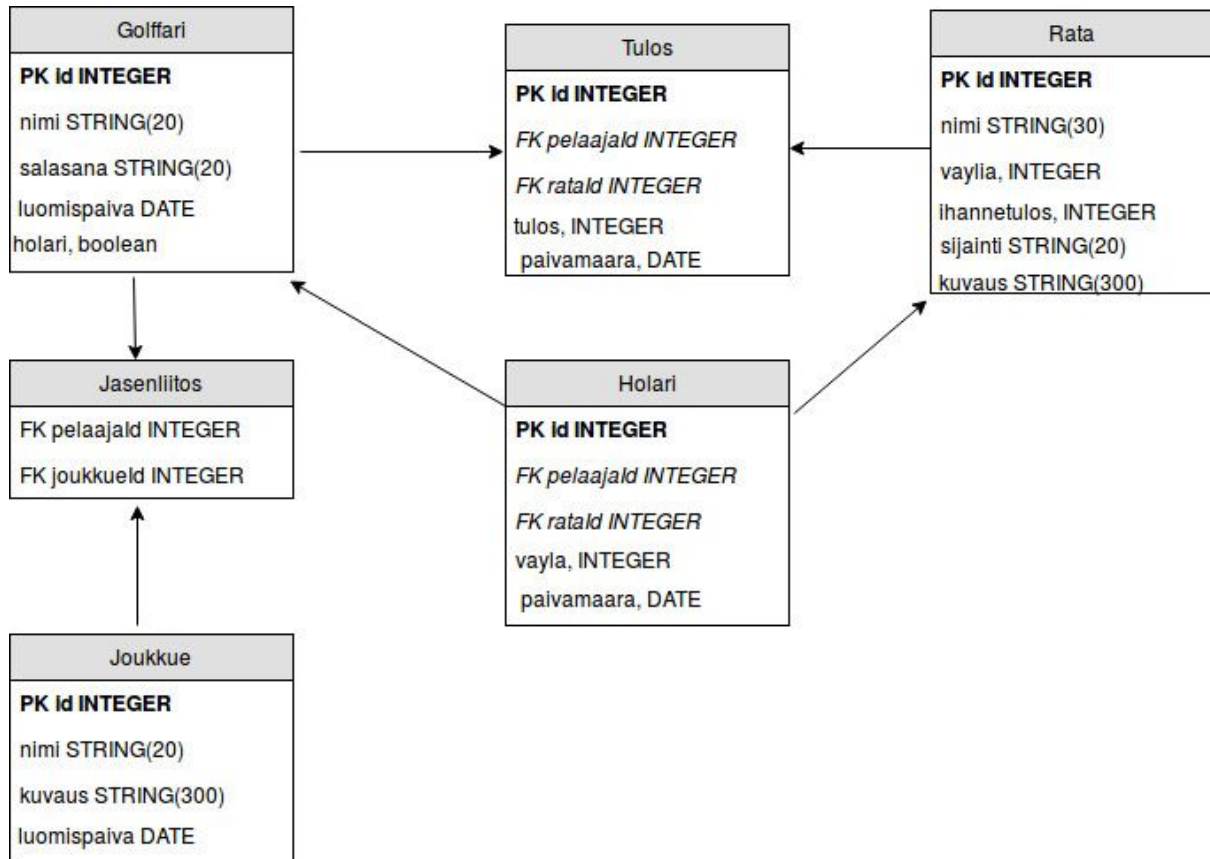 Golffari
PK id INTEGER
nimi STRING(20)
salasana STRING(20)
luomispaiva DATE
holari, boolean
Tulos
PK id INTEGER
FK pelaajaId INTEGER
FK rataId INTEGER
tulos, INTEGER
paivamaara, DATE
Rata
PK id INTEGER
nimi STRING(30)
vaylia, INTEGER
ihannetulos, INTEGER
sijainti STRING(20)
kuvaus STRING(300)
Jasenliitos
FK pelaajaId INTEGER
FK joukkueId INTEGER
Holari
PK id INTEGER
FK pelaajaId INTEGER
FK rataId INTEGER
vayla, INTEGER
paivamaara, DATE
Joukkue
PK id INTEGER
nimi STRING(20)
kuvaus STRING(300)
luomispaiva DATE